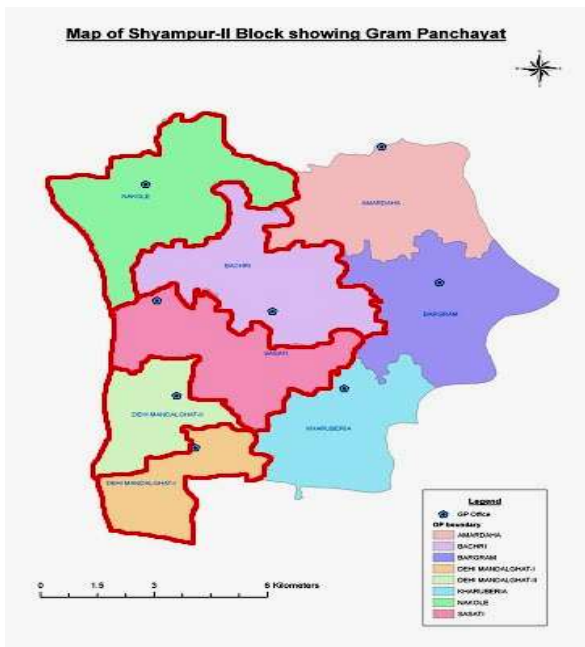 Map of Shyampur-II Block showing Gram Panchayat
NAKOLE
AMARDAHA
BACHRI
BARGRAM
SASATI
DEHI MANDALGHAT-II
KHARUBERIA
DEHI MANDALGHAT-I
Legend
GP Office
GP boundary
AMARDAHA
BACHRI
BARGRAM
DEHI MANDALGHAT-I
DEHI MANDALGHAT-II
KHARUBERIA
NAKOLE
SASATI
0 1.5 3 6 Kilometers